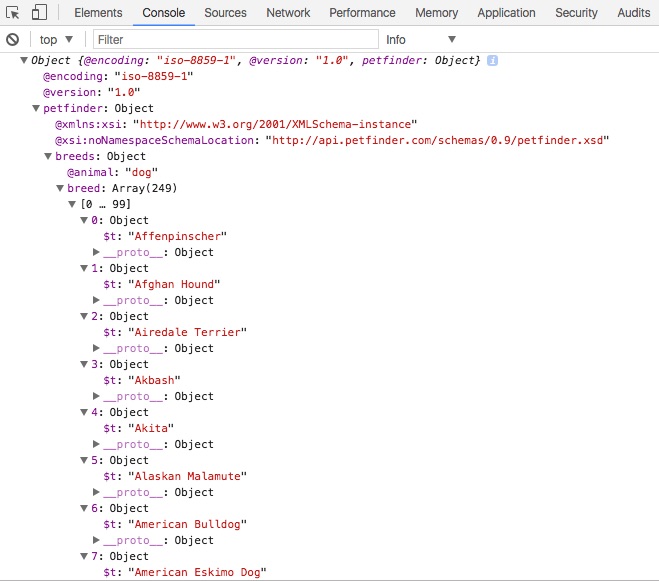 Elements Console Sources Network Performance Memory Application Security Audits
top Filter Info
Object {@encoding: "iso-8859-1", @version: "1.0", petfinder: Object} i
@encoding: "iso-8859-1"
@version: "1.0"
petfinder: Object
@xmlns:xsi: "http://www.w3.org/2001/XMLSchema-instance"
@xsi:noNamespaceSchemaLocation: "http://api.petfinder.com/schemas/0.9/petfinder.xsd"
breeds: Object
@animal: "dog"
breed: Array(249)
[0 … 99]
0: Object
$t: "Affenpinscher"
__proto__: Object
1: Object
$t: "Afghan Hound"
__proto__: Object
2: Object
$t: "Airedale Terrier"
__proto__: Object
3: Object
$t: "Akbash"
__proto__: Object
4: Object
$t: "Akita"
__proto__: Object
5: Object
$t: "Alaskan Malamute"
__proto__: Object
6: Object
$t: "American Bulldog"
__proto__: Object
7: Object
$t: "American Eskimo Dog"